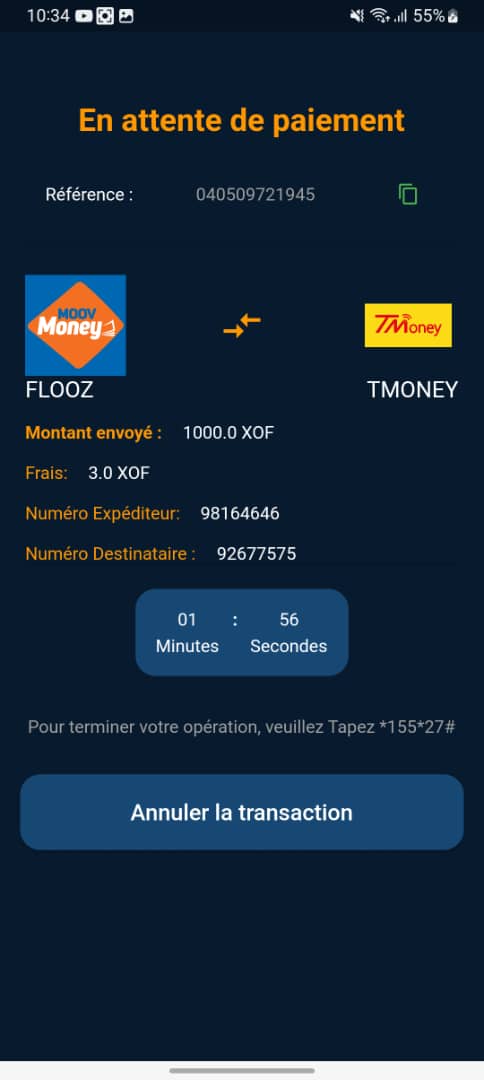 10:34 55%
En attente de paiement
Référence : 040509721945
MOOV
Money
TMoney
FLOOZ TMONEY
Montant envoyé : 1000.0 XOF
Frais: 3.0 XOF
Numéro Expéditeur: 98164646
Numéro Destinataire : 92677575
01 : 56
Minutes Secondes
Pour terminer votre opération, veuillez Tapez *155*27#
Annuler la transaction